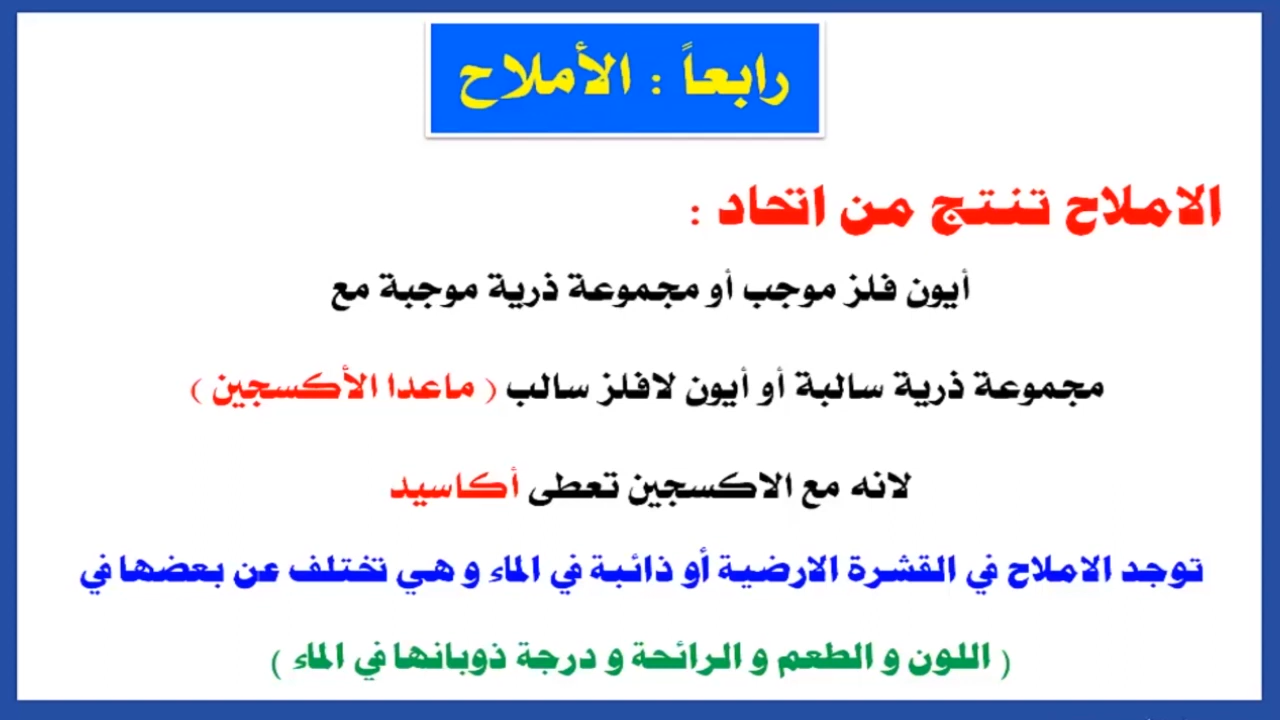 رابعاً : الأملاح
الاملاح تنتج من اتحاد :
أيون فلز موجب أو مجموعة ذرية موجبة مع
مجموعة ذرية سالبة أو أيون لافلز سالب ( ماعدا الأكسجين )
لانه مع الاكسجين تعطى أكاسيد
توجد الاملاح في القشرة الارضية أو ذائبة في الماء و هي تختلف عن بعضها في
( اللون و الطعم و الرائحة و درجة ذوبانها في الماء )